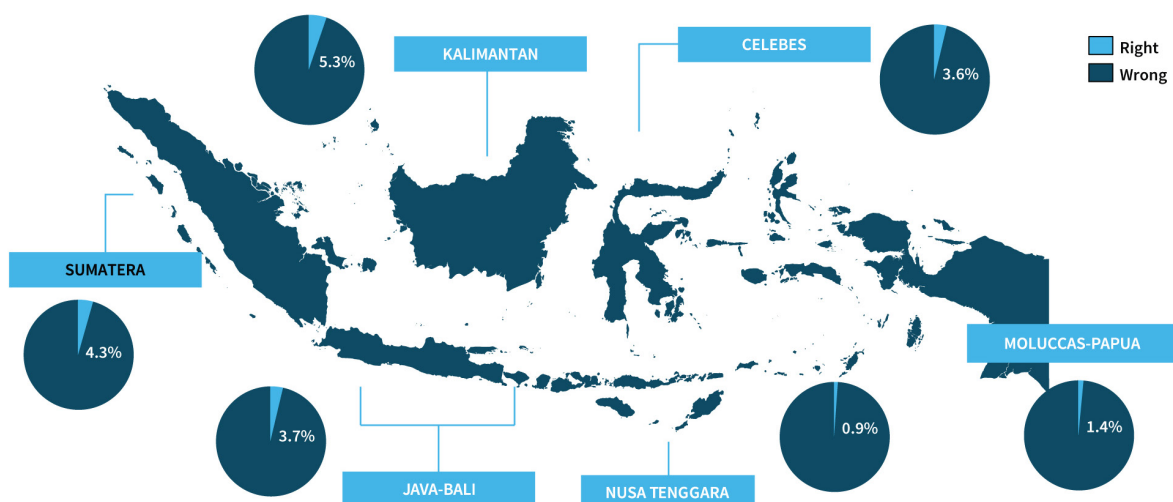 5.3%
KALIMANTAN
CELEBES
3.6%
Right
Wrong
SUMATERA
4.3%
MOLUCCAS-PAPUA
3.7%
0.9%
1.4%
JAVA-BALI
NUSA TENGGARA